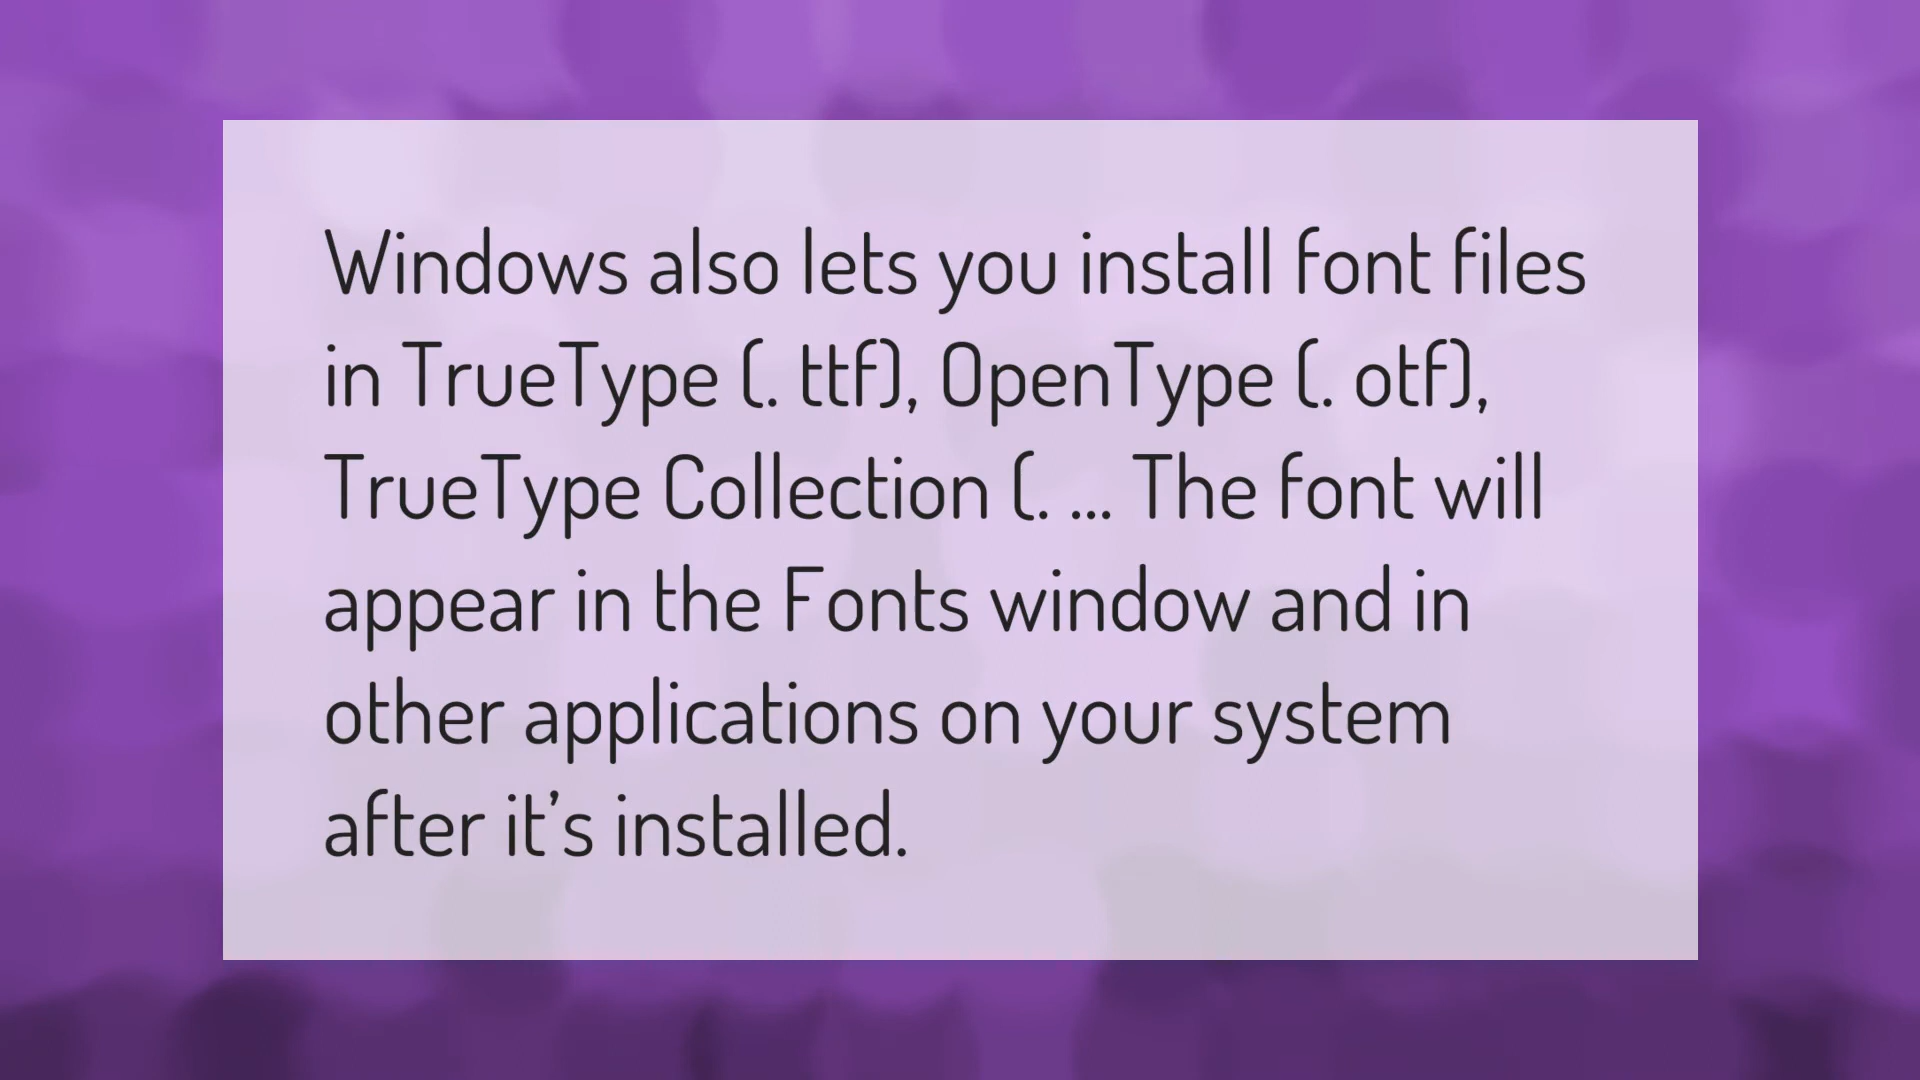 Windows also lets you install font files
in TrueType (. ttf), OpenType (. otf),
TrueType Collection (. ... The font will
appear in the Fonts window and in
other applications on your system
after it’s installed.